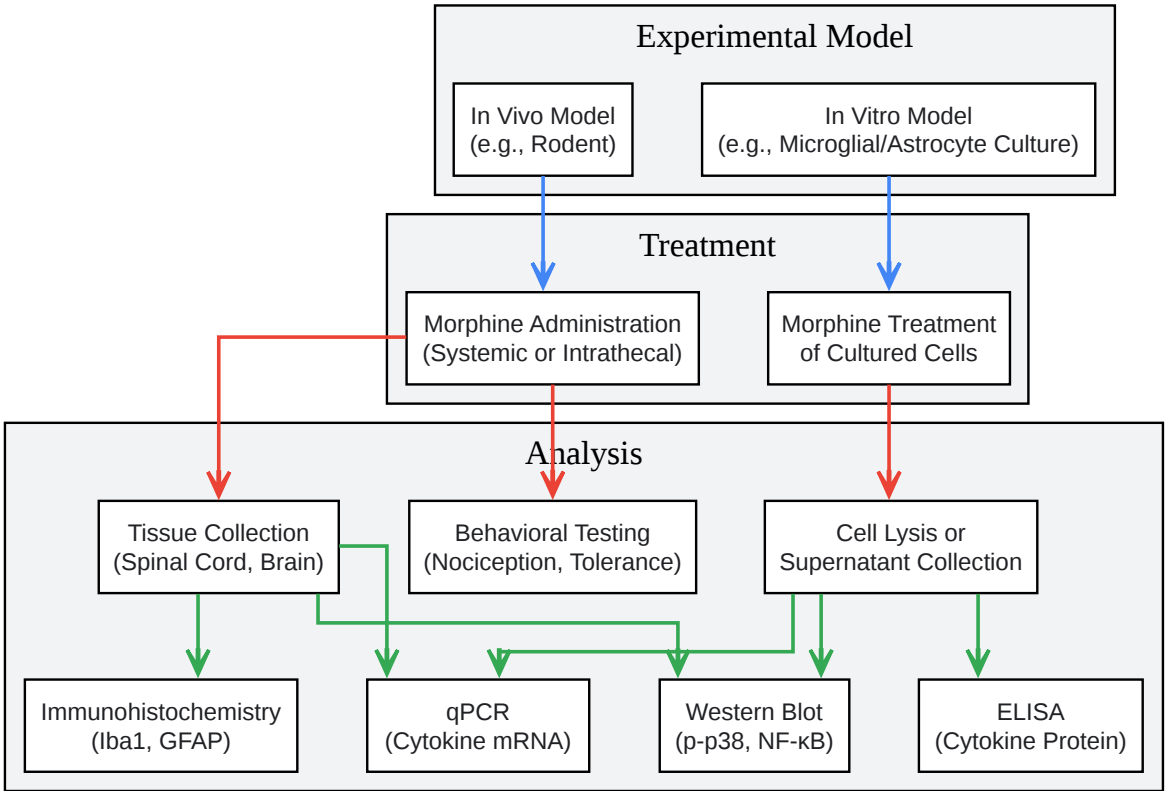 Experimental Model
In Vivo Model
(e.g., Rodent)
In Vitro Model
(e.g., Microglial/Astrocyte Culture)
Treatment
Morphine Administration
(Systemic or Intrathecal)
Morphine Treatment
of Cultured Cells
Analysis
Tissue Collection
(Spinal Cord, Brain)
Behavioral Testing
(Nociception, Tolerance)
Cell Lysis or
Supernatant Collection
Immunohistochemistry
(Iba1, GFAP)
qPCR
(Cytokine mRNA)
Western Blot
(p-p38, NF-κB)
ELISA
(Cytokine Protein)